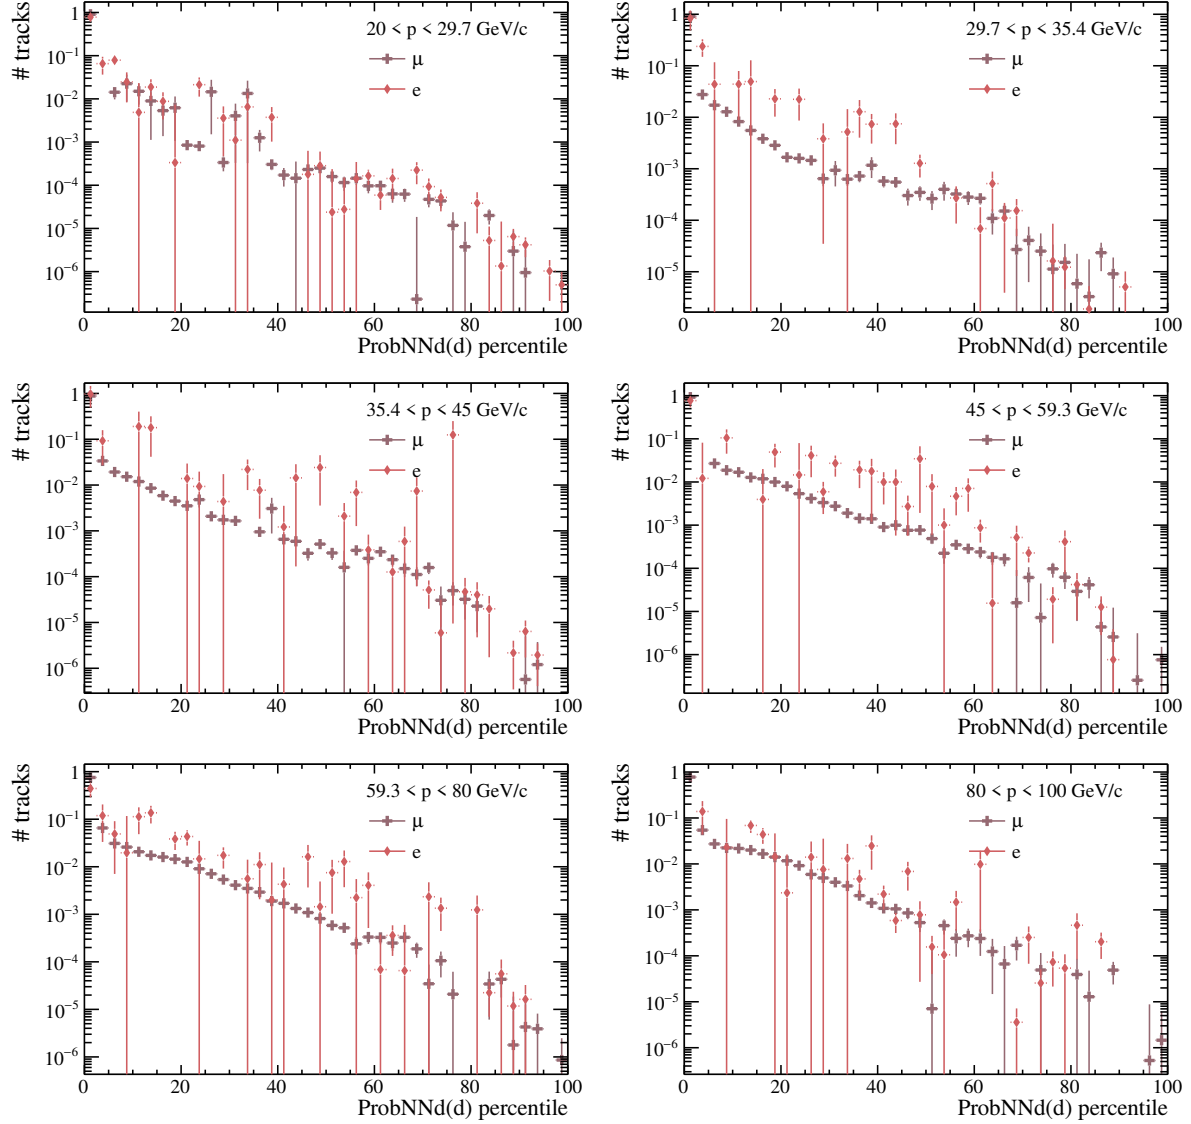 # tracks
20 < p < 29.7 GeV/c
μ
e
1
10⁻¹
10⁻²
10⁻³
10⁻⁴
10⁻⁵
10⁻⁶
0 20 40 60 80 100
ProbNNd(d) percentile
# tracks
29.7 < p < 35.4 GeV/c
μ
e
1
10⁻¹
10⁻²
10⁻³
10⁻⁴
10⁻⁵
0 20 40 60 80 100
ProbNNd(d) percentile
# tracks
35.4 < p < 45 GeV/c
μ
e
1
10⁻¹
10⁻²
10⁻³
10⁻⁴
10⁻⁵
10⁻⁶
0 20 40 60 80 100
ProbNNd(d) percentile
# tracks
45 < p < 59.3 GeV/c
μ
e
1
10⁻¹
10⁻²
10⁻³
10⁻⁴
10⁻⁵
10⁻⁶
0 20 40 60 80 100
ProbNNd(d) percentile
# tracks
59.3 < p < 80 GeV/c
μ
e
1
10⁻¹
10⁻²
10⁻³
10⁻⁴
10⁻⁵
10⁻⁶
0 20 40 60 80 100
ProbNNd(d) percentile
# tracks
80 < p < 100 GeV/c
μ
e
1
10⁻¹
10⁻²
10⁻³
10⁻⁴
10⁻⁵
10⁻⁶
0 20 40 60 80 100
ProbNNd(d) percentile